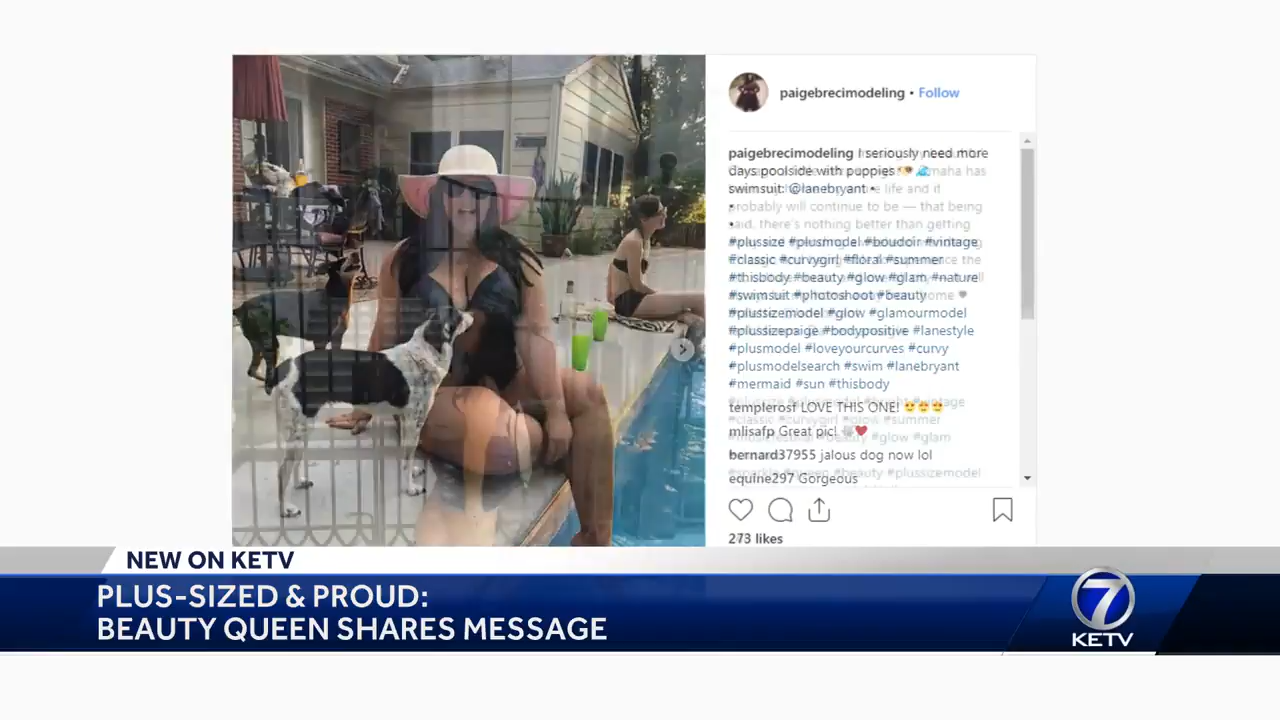 paigebrecimodeling • Follow
paigebrecimodeling I seriously need more
days poolside with puppies 🌞 🌊
swimsuit: @lanebryant •
•
•
#plussize #plusmodel #boudoir #vintage
#classic #curvygirl #floral #summer
#thisbody #beauty #glow #glam #nature
#swimsuit #photoshoot #beauty
#plussizemodel #glow #glamourmodel
#plussizepaige #bodypositive #lanestyle
#plusmodel #loveyourcurves #curvy
#plusmodelsearch #swim #lanebryant
#mermaid #sun #thisbody
templerosf LOVE THIS ONE! 😍😍😍
mlisafp Great pic! ❤
bernard37955 jalous dog now lol
equine297 Gorgeous
273 likes
NEW ON KETV
PLUS-SIZED & PROUD:
BEAUTY QUEEN SHARES MESSAGE
7
KETV